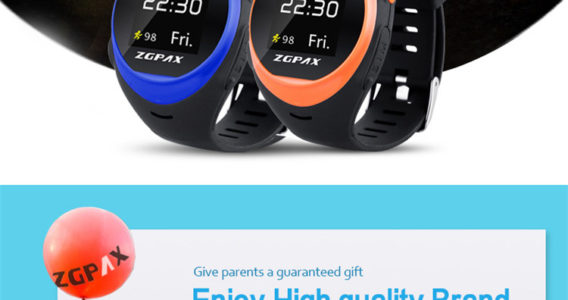 22:30
98 Fri.
ZGPAX
22:30
98 Fri.
ZGPAX
ZGPAX
Give parents a guaranteed gift
Enjoy High quality Brand